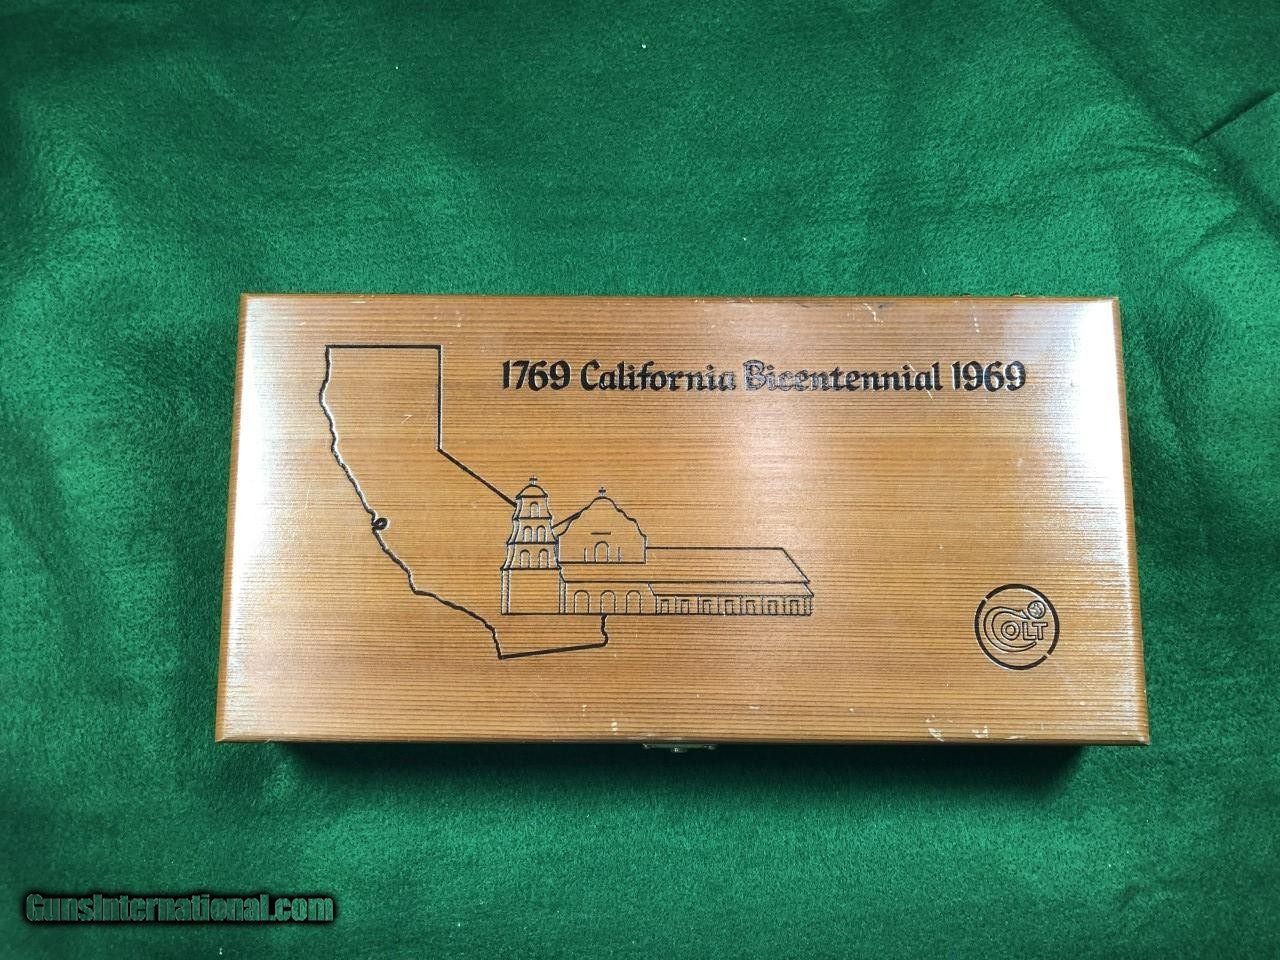 1769 California Bicentennial 1969
COLT
GunsInternational.com